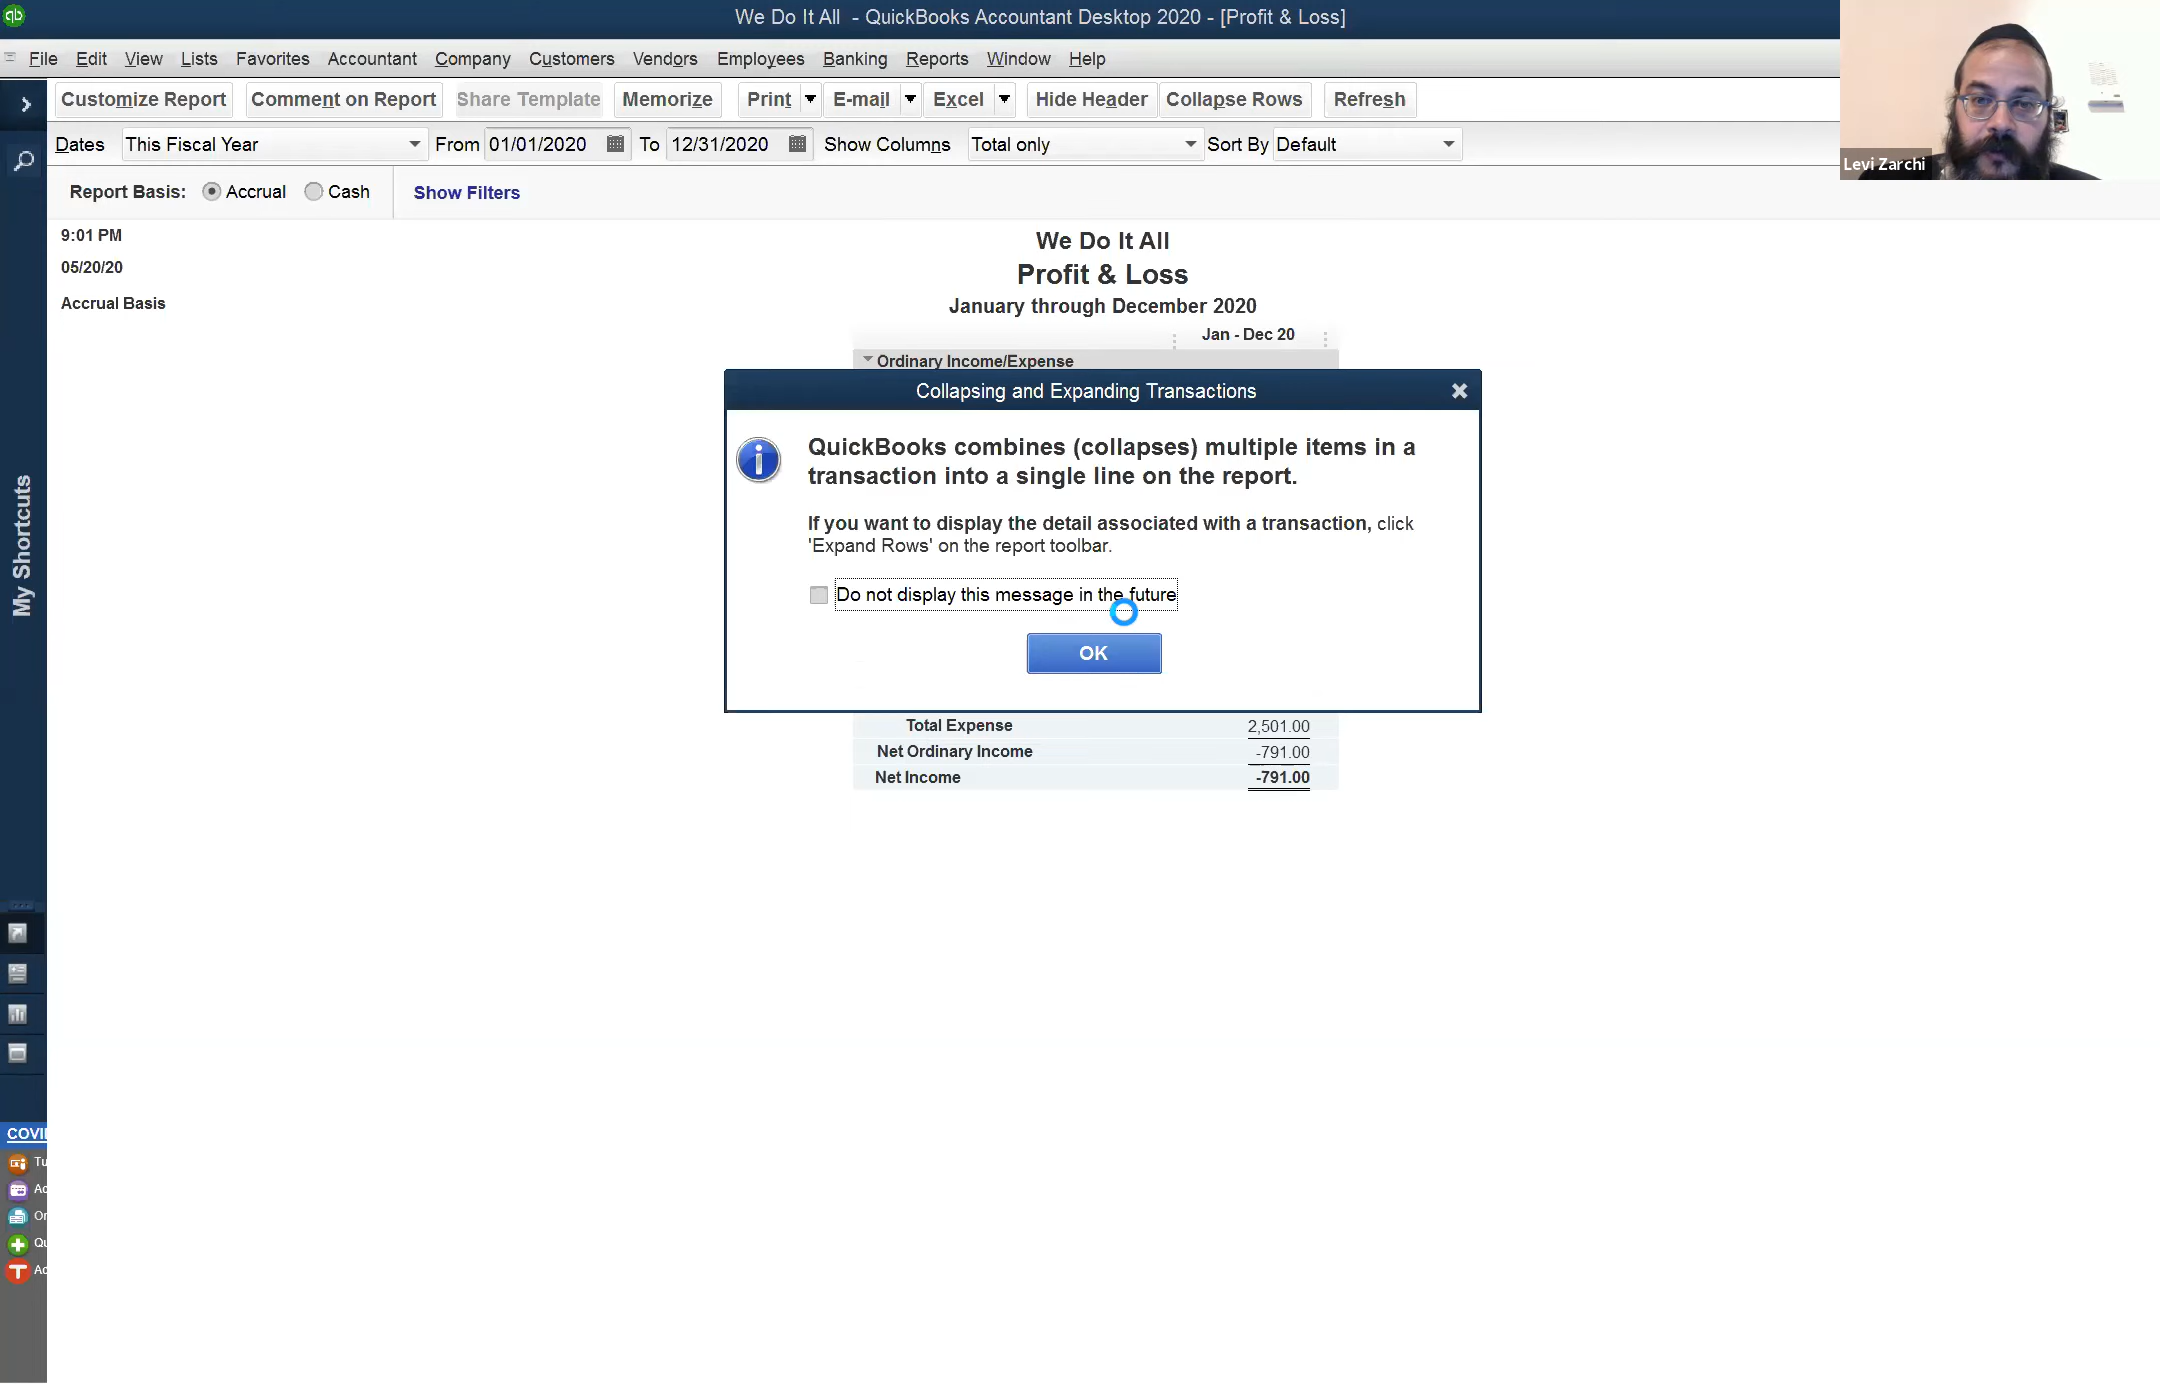 qb
We Do It All - QuickBooks Accountant Desktop 2020 - [Profit & Loss]
File Edit View Lists Favorites Accountant Company Customers Vendors Employees Banking Reports Window Help
Customize Report Comment on Report Share Template Memorize Print E-mail Excel Hide Header Collapse Rows Refresh
Dates This Fiscal Year From 01/01/2020 To 12/31/2020 Show Columns Total only Sort By Default
Levi Zarchi
Report Basis: Accrual Cash Show Filters
9:01 PM
05/20/20
Accrual Basis
We Do It All
Profit & Loss
January through December 2020
Jan - Dec 20
Ordinary Income/Expense
Collapsing and Expanding Transactions
QuickBooks combines (collapses) multiple items in a
transaction into a single line on the report.
If you want to display the detail associated with a transaction, click
'Expand Rows' on the report toolbar.
Do not display this message in the future
OK
Total Expense 2,501.00
Net Ordinary Income -791.00
Net Income -791.00
My Shortcuts
COVI
Tu
Ac
Or
Qu
Ac